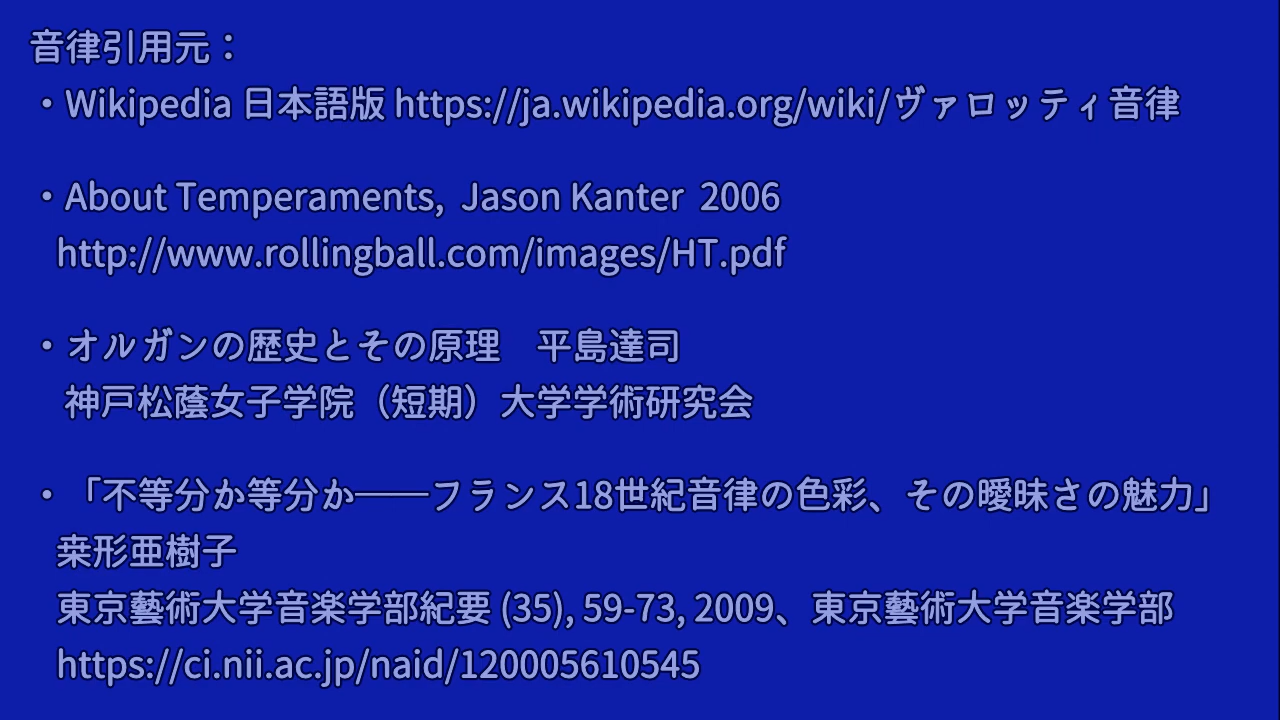 音律引用元：
・Wikipedia 日本語版 https://ja.wikipedia.org/wiki/ヴァロッティ音律
・About Temperaments,  Jason Kanter  2006
http://www.rollingball.com/images/HT.pdf
・オルガンの歴史とその原理　平島達司
神戸松蔭女子学院（短期）大学学術研究会
・「不等分か等分か──フランス18世紀音律の色彩、その曖昧さの魅力」
桒形亜樹子
東京藝術大学音楽学部紀要 (35), 59-73, 2009、東京藝術大学音楽学部
https://ci.nii.ac.jp/naid/120005610545